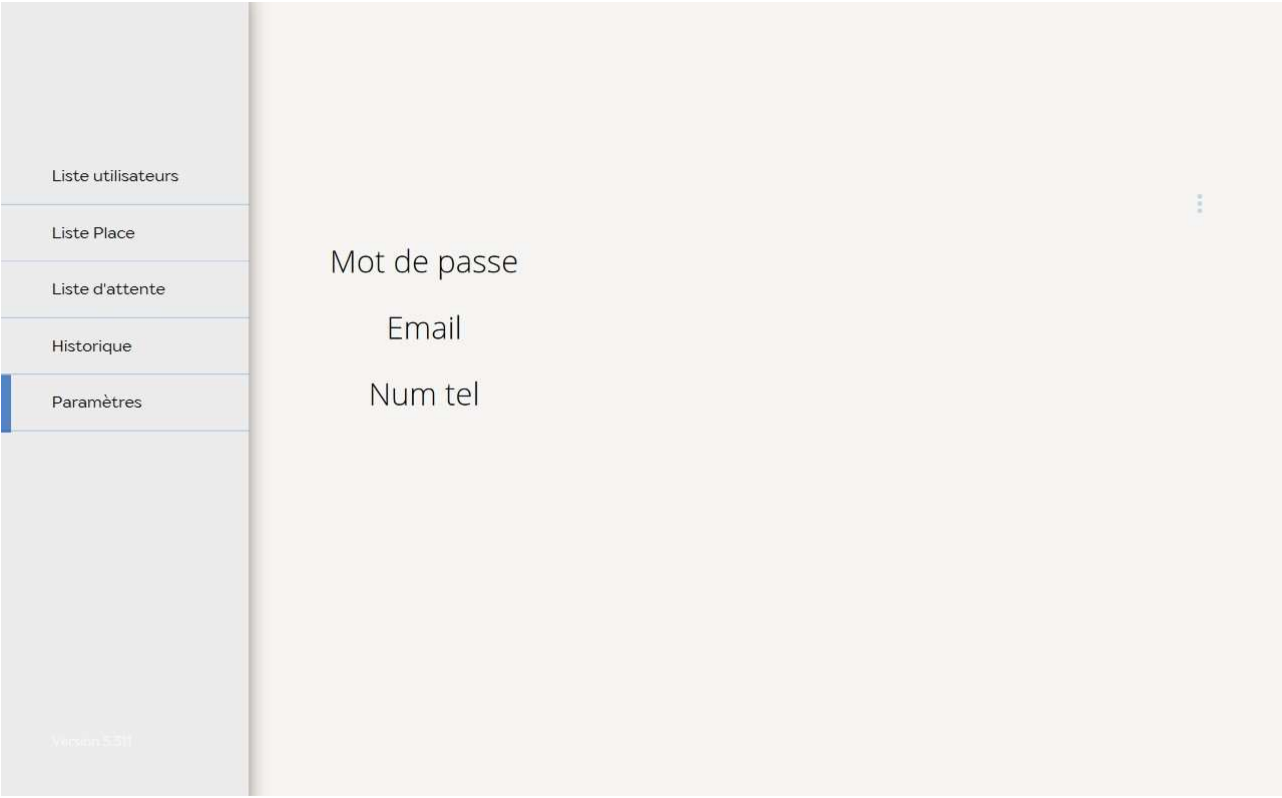 Liste utilisateurs
Liste Place
Liste d'attente
Historique
Paramètres
Mot de passe
Email
Num tel